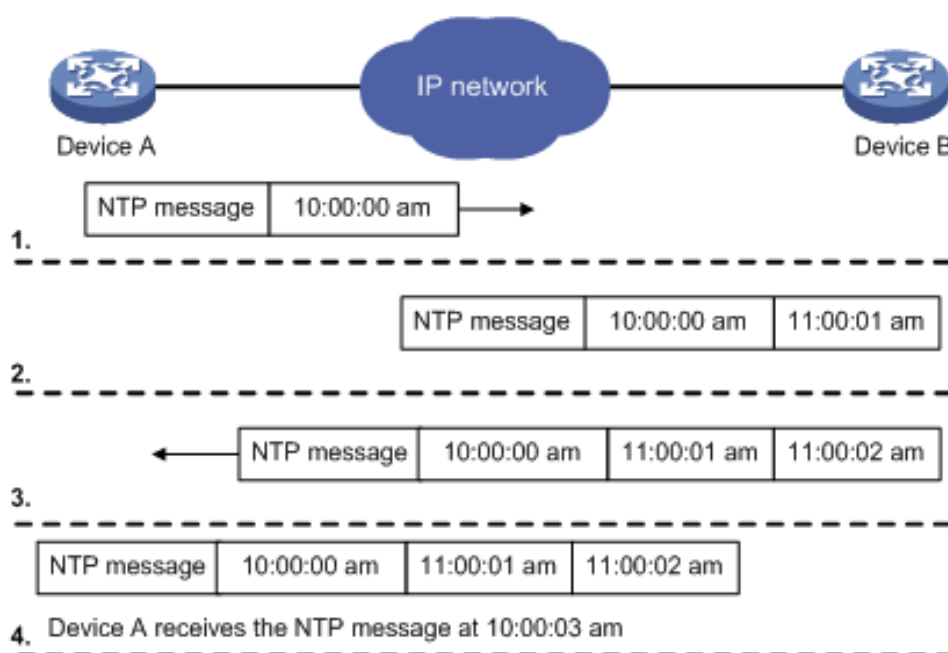 IP network
Device A
Device B
NTP message 10:00:00 am
1.
NTP message 10:00:00 am 11:00:01 am
2.
NTP message 10:00:00 am 11:00:01 am 11:00:02 am
3.
NTP message 10:00:00 am 11:00:01 am 11:00:02 am
4. Device A receives the NTP message at 10:00:03 am